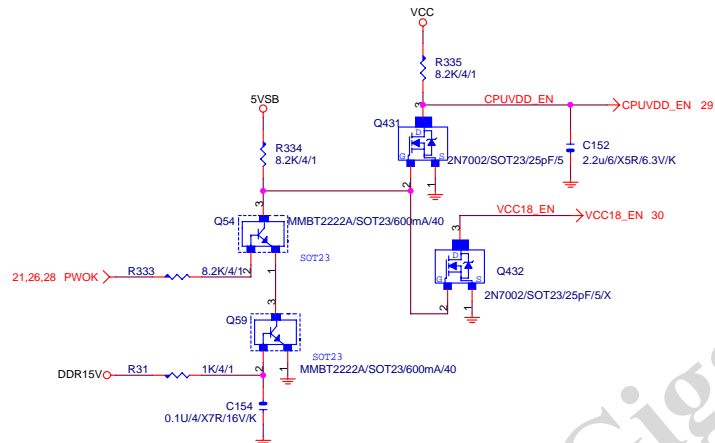 VCC
R335
8.2K/4/1
CPUVDD_EN
CPUVDD_EN 29
5VSB
3
Q431
D
G
S
2N7002/SOT23/25pF/5
C152
2.2u/6/X5R/6.3V/K
R334
8.2K/4/1
2
1
3
Q54
MMBT2222A/SOT23/600mA/40
SOT23
VCC18_EN
VCC18_EN 30
3
D
G
S
Q432
2N7002/SOT23/25pF/5/X
21,26,28 PWOK
R333
8.2K/4/1
2
1
2
1
3
Q59
SOT23
MMBT2222A/SOT23/600mA/40
DDR15V
R31
1K/4/1
2
1
C154
0.1U/4/X7R/16V/K
Giga